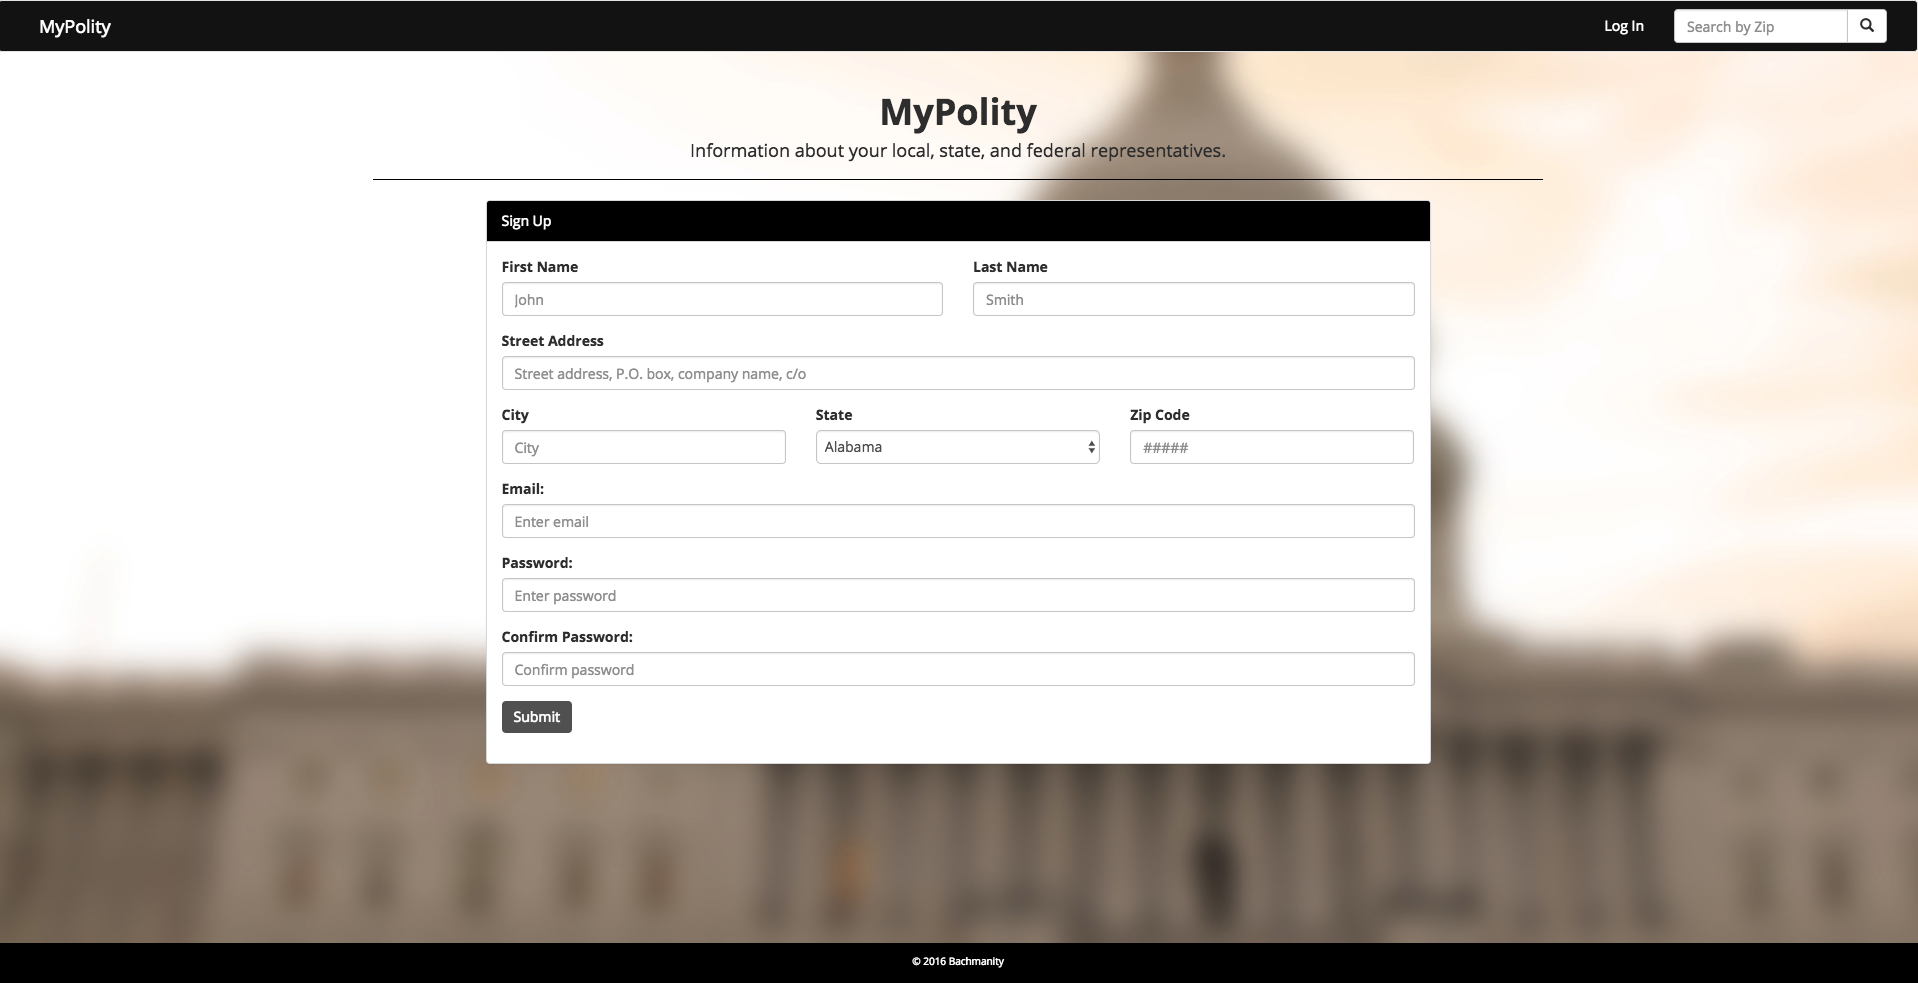 MyPolity Log In Search by Zip
MyPolity
Information about your local, state, and federal representatives.
Sign Up
First Name Last Name
John Smith
Street Address
Street address, P.O. box, company name, c/o
City State Zip Code
City Alabama #####
Email:
Enter email
Password:
Enter password
Confirm Password:
Confirm password
Submit
© 2016 Bachmanity